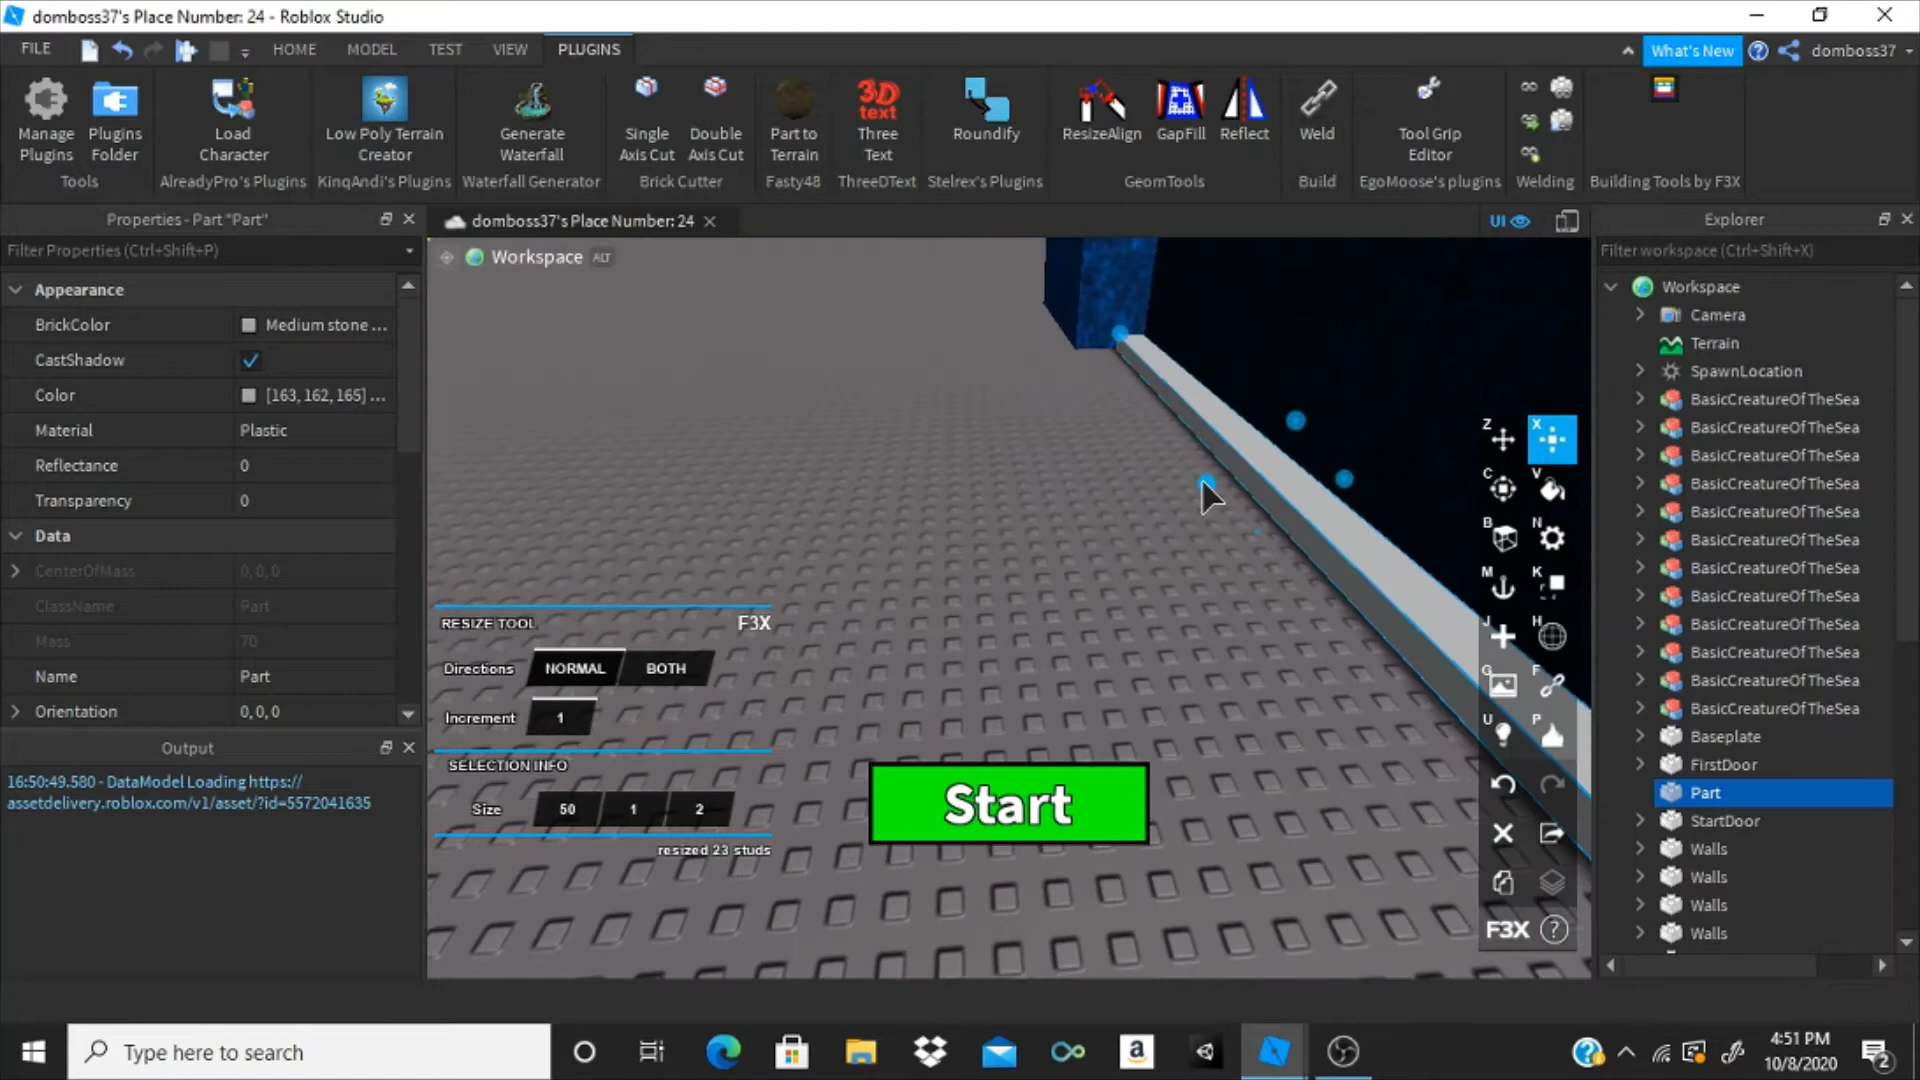 domboss37's Place Number: 24 - Roblox Studio
FILE
HOME
MODEL
TEST
VIEW
PLUGINS
What's New
domboss37
Manage Plugins
Plugins Folder
Load Character
Low Poly Terrain Creator
Generate Waterfall
Single Axis Cut
Double Axis Cut
Part to Terrain
3D text
Three Text
Roundify
ResizeAlign
GapFill
Reflect
Weld
Tool Grip Editor
Tools
AlreadyPro's Plugins
KinqAndi's Plugins
Waterfall Generator
Brick Cutter
Fasty48
ThreeDText
Stelrex's Plugins
GeomTools
Build
EgoMoose's plugins
Welding
Building Tools by F3X
Properties - Part "Part"
Filter Properties (Ctrl+Shift+P)
Appearance
BrickColor Medium stone ...
CastShadow
Color [163, 162, 165] ...
Material Plastic
Reflectance 0
Transparency 0
Data
CenterOfMass 0, 0, 0
ClassName Part
Mass 70
Name Part
Orientation 0, 0, 0
Output
16:50:49.580 - DataModel Loading https://
assetdelivery.roblox.com/v1/asset/?id=5572041635
domboss37's Place Number: 24
UI
Workspace ALT
RESIZE TOOL F3X
Directions NORMAL BOTH
Increment 1
SELECTION INFO
Size 50 1 2
resized 23 studs
Start
Z X
C V
B N
M K
J H
G F
U P
F3X ?
Explorer
Filter workspace (Ctrl+Shift+X)
Workspace
Camera
Terrain
SpawnLocation
BasicCreatureOfTheSea
BasicCreatureOfTheSea
BasicCreatureOfTheSea
BasicCreatureOfTheSea
BasicCreatureOfTheSea
BasicCreatureOfTheSea
BasicCreatureOfTheSea
BasicCreatureOfTheSea
BasicCreatureOfTheSea
BasicCreatureOfTheSea
BasicCreatureOfTheSea
BasicCreatureOfTheSea
Baseplate
FirstDoor
Part
StartDoor
Walls
Walls
Walls
Walls
Type here to search
a
4:51 PM
10/8/2020
2